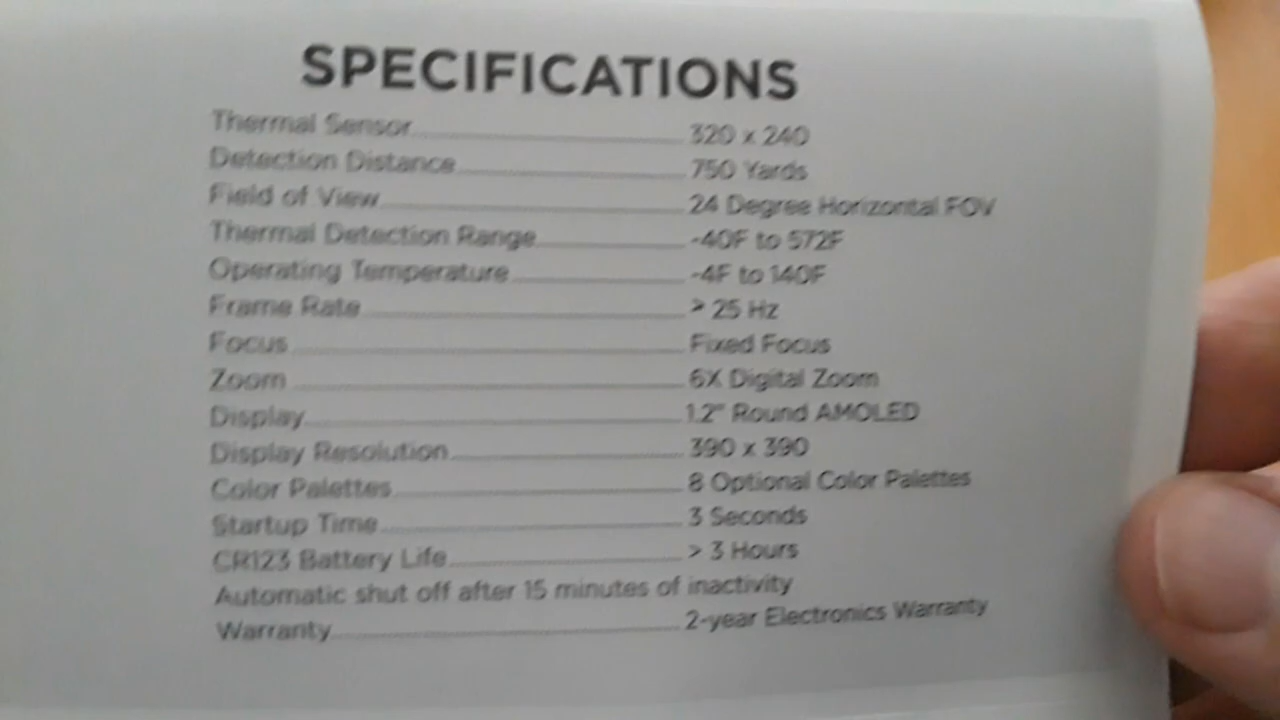 SPECIFICATIONS
Thermal Sensor 320 x 240
Detection Distance 750 Yards
Field of View 24 Degree Horizontal FOV
Thermal Detection Range -40F to 572F
Operating Temperature -4F to 140F
Frame Rate > 25 Hz
Focus Fixed Focus
Zoom 6X Digital Zoom
Display 1.2" Round AMOLED
Display Resolution 390 x 390
Color Palettes 8 Optional Color Palettes
Startup Time 3 Seconds
CR123 Battery Life > 3 Hours
Automatic shut off after 15 minutes of inactivity
Warranty 2-year Electronics Warranty